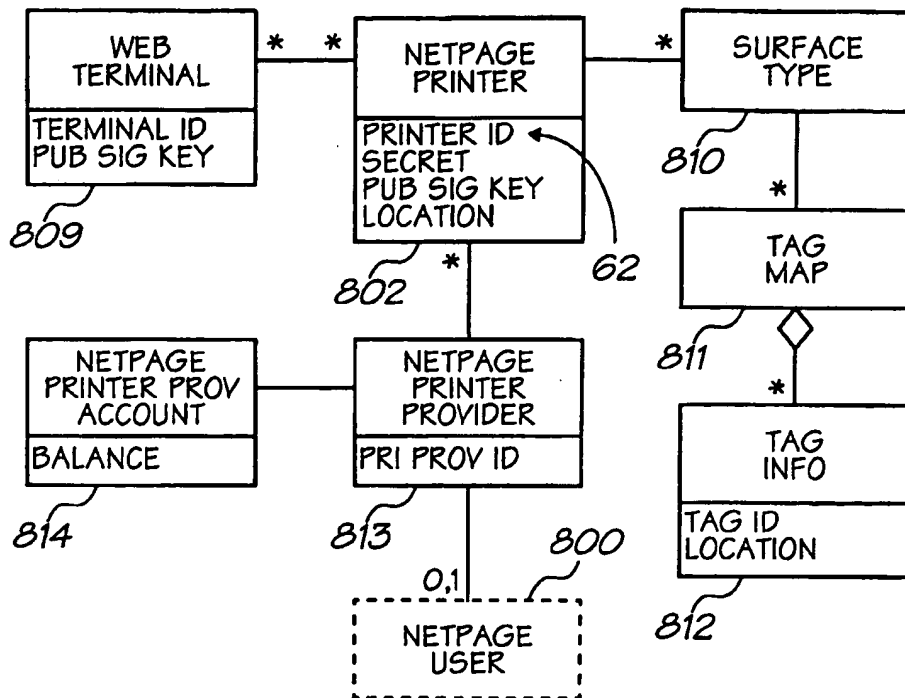 WEB
TERMINAL
TERMINAL ID
PUB SIG KEY
809
* *
NETPAGE
PRINTER
PRINTER ID
SECRET
PUB SIG KEY
LOCATION
802
62
*
SURFACE
TYPE
810
*
TAG
MAP
811
*
TAG
INFO
TAG ID
LOCATION
812
*
NETPAGE
PRINTER PROV
ACCOUNT
BALANCE
814
NETPAGE
PRINTER
PROVIDER
PRI PROV ID
813
0,1
800
NETPAGE
USER